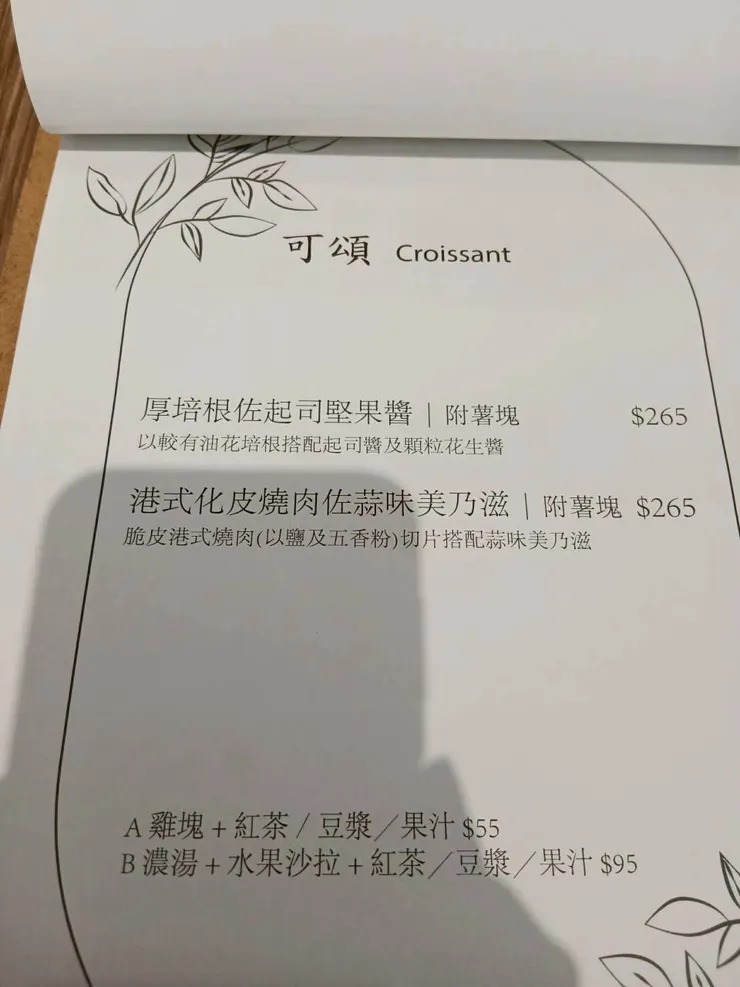 可頌 Croissant
厚培根佐起司堅果醬 | 附薯塊 $265
以較有油花培根搭配起司醬及顆粒花生醬
港式化皮燒肉佐蒜味美乃滋 | 附薯塊 $265
脆皮港式燒肉(以鹽及五香粉)切片搭配蒜味美乃滋
A 雞塊 + 紅茶 / 豆漿／果汁 $55
B 濃湯 + 水果沙拉 + 紅茶／豆漿／果汁 $95